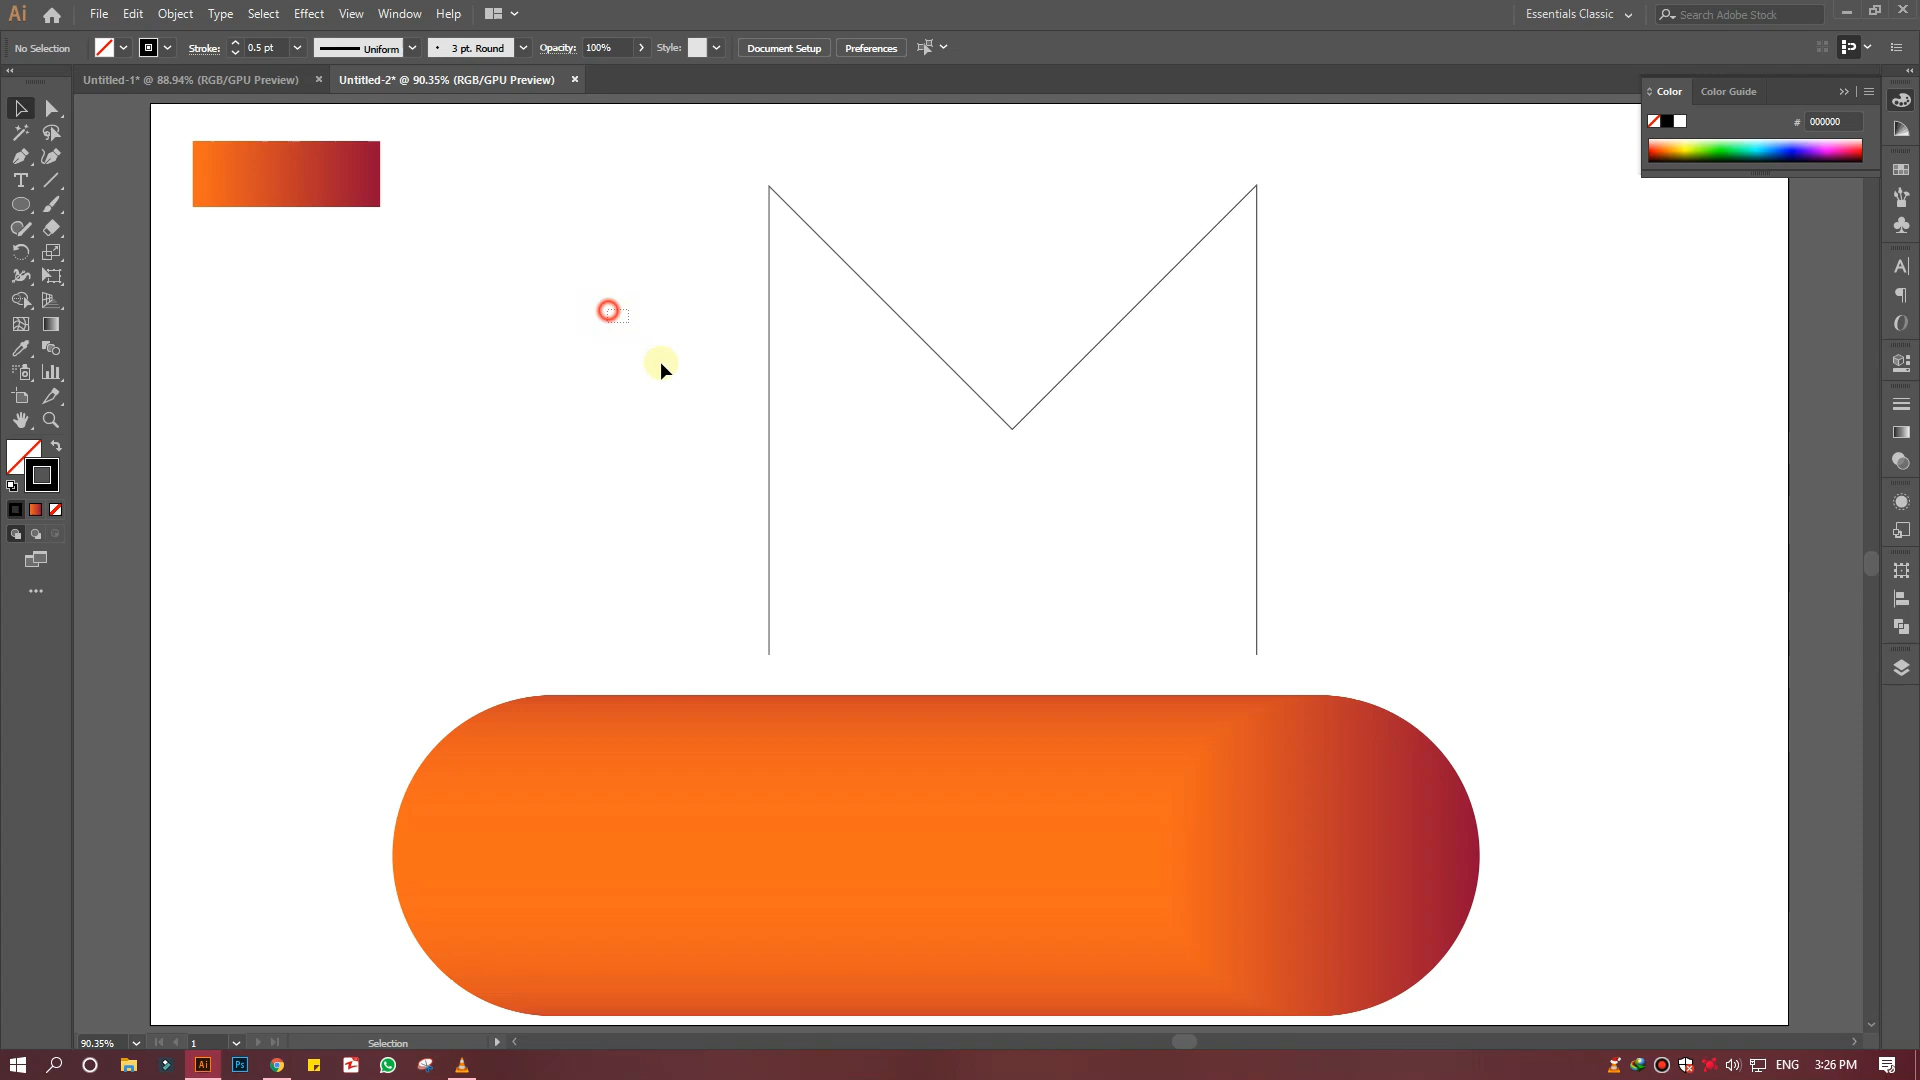 Ai File Edit Object Type Select Effect View Window Help Essentials Classic Search Adobe Stock
No Selection Stroke: 0.5 pt Uniform 3 pt. Round Opacity: 100% Style: Document Setup Preferences
Untitled-1* @ 88.94% (RGB/GPU Preview) × Untitled-2* @ 90.35% (RGB/GPU Preview) ×
Color Color Guide
# 000000
90.35% 1 Selection
Ai Ps ENG 3:26 PM